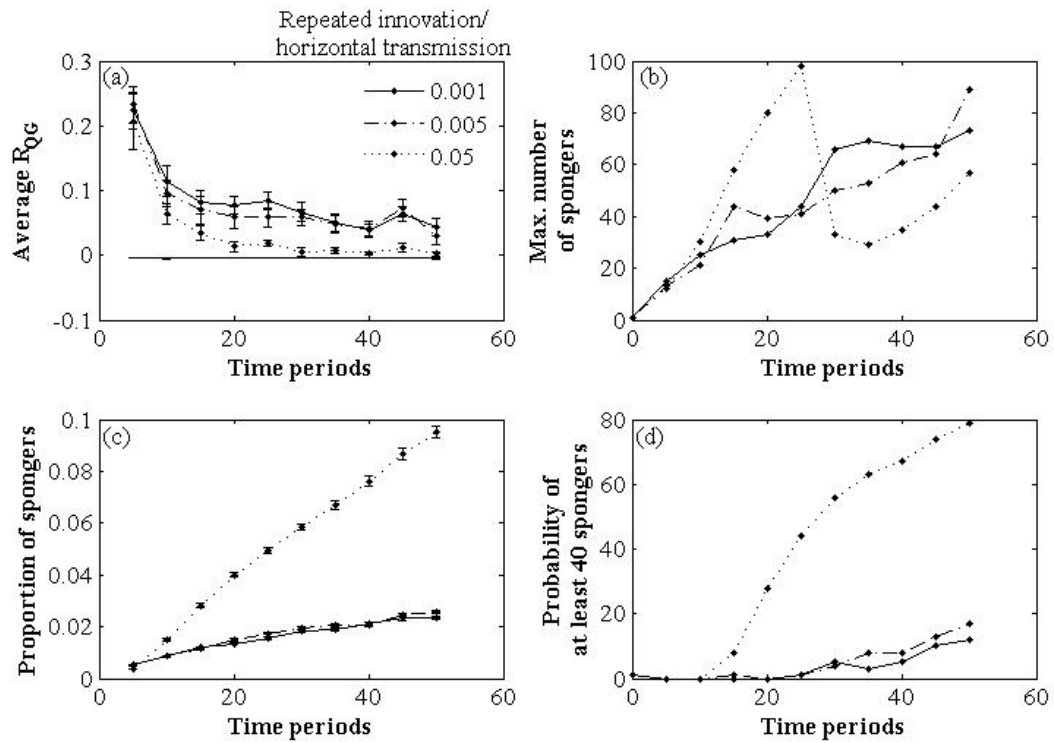 Repeated innovation/
horizontal transmission
0.001
0.005
0.05
(a)
0.3
0.2
0.1
0
-0.1
Average R_QG
0 20 40 60
Time periods
(b)
100
80
60
40
20
0
Max. number
of spongers
0 20 40 60
Time periods
(c)
0.1
0.08
0.06
0.04
0.02
0
Proportion of spongers
0 20 40 60
Time periods
(d)
80
60
40
20
0
Probability of
at least 40 spongers
0 20 40 60
Time periods